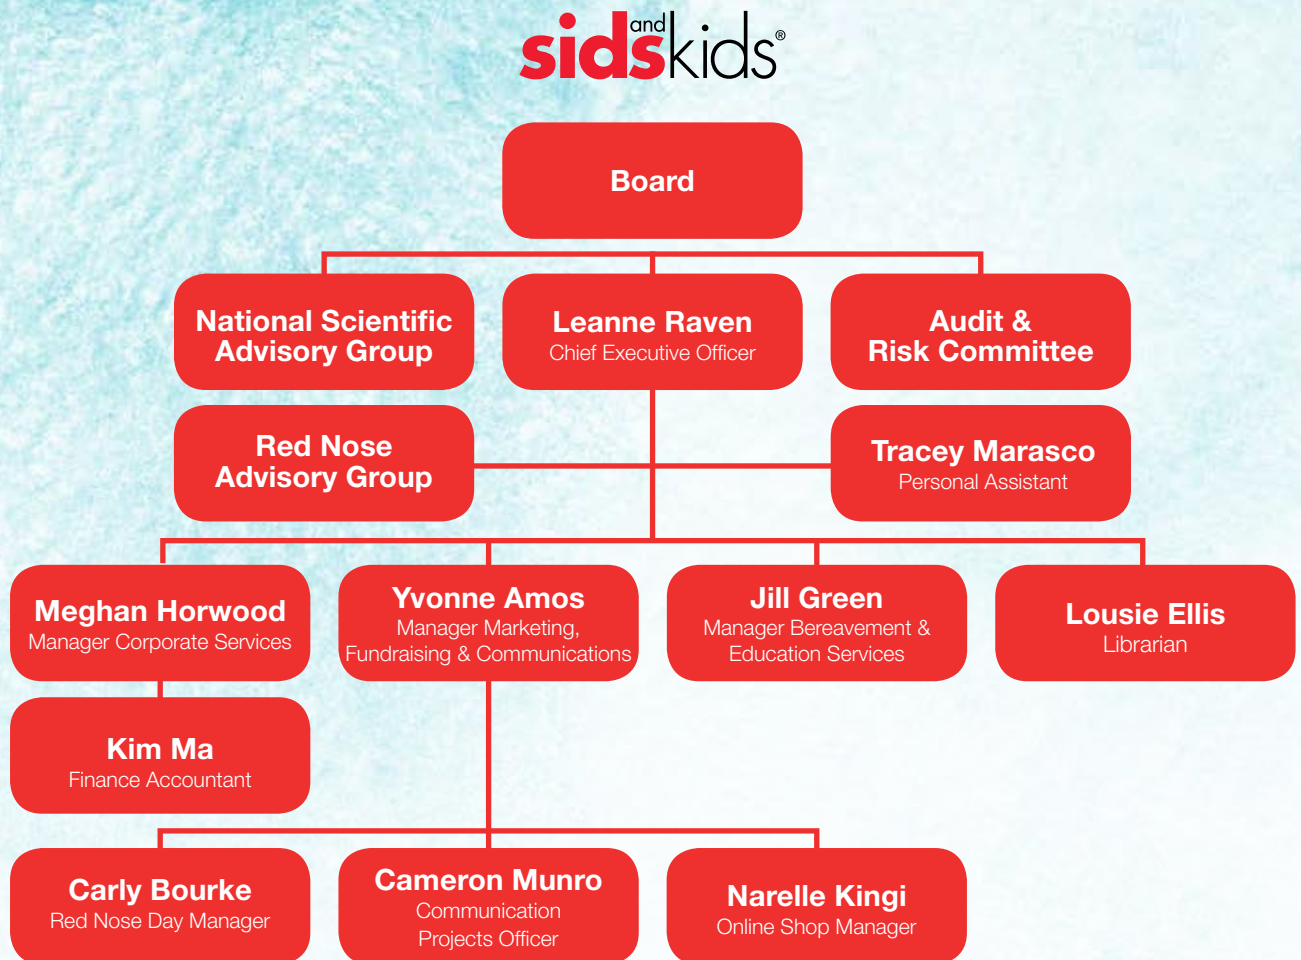 sids and kids®
Board
National Scientific
Advisory Group
Leanne Raven
Chief Executive Officer
Audit &
Risk Committee
Red Nose
Advisory Group
Tracey Marasco
Personal Assistant
Meghan Horwood
Manager Corporate Services
Yvonne Amos
Manager Marketing,
Fundraising & Communications
Jill Green
Manager Bereavement &
Education Services
Lousie Ellis
Librarian
Kim Ma
Finance Accountant
Carly Bourke
Red Nose Day Manager
Cameron Munro
Communication
Projects Officer
Narelle Kingi
Online Shop Manager